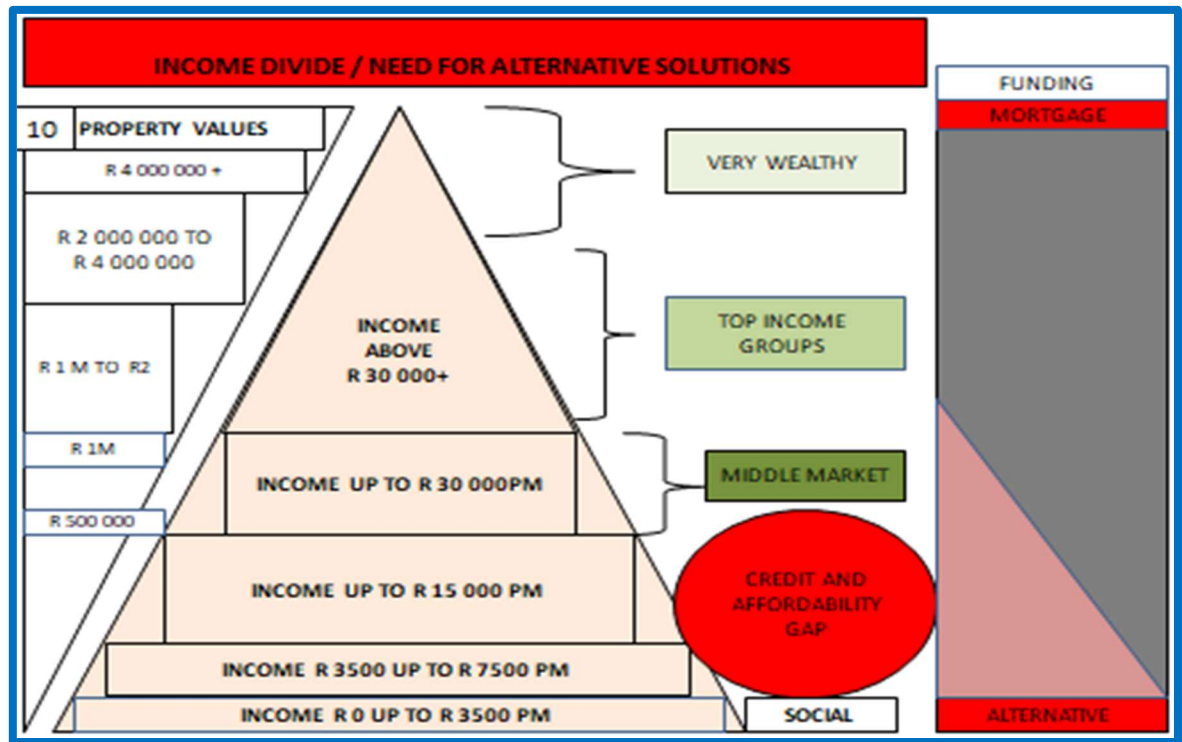 INCOME DIVIDE / NEED FOR ALTERNATIVE SOLUTIONS
FUNDING
MORTGAGE
10 PROPERTY VALUES
R 4 000 000 +
R 2 000 000 TO
R 4 000 000
R 1 M TO R2
R 1M
R 500 000
INCOME
ABOVE
R 30 000+
INCOME UP TO R 30 000PM
INCOME UP TO R 15 000 PM
INCOME R 3500 UP TO R 7500 PM
INCOME R 0 UP TO R 3500 PM
VERY WEALTHY
TOP INCOME
GROUPS
MIDDLE MARKET
CREDIT AND
AFFORDABILITY
GAP
SOCIAL
ALTERNATIVE